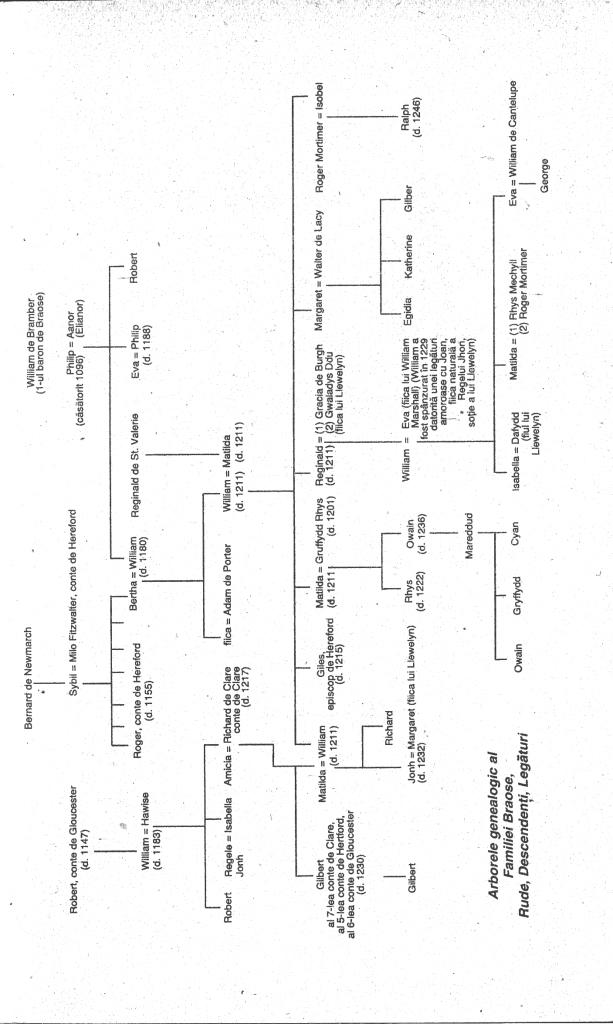 Bernard de Newmarch
William de Bramber
(1-ul baron de Braose)
Robert, conte de Gloucester
(d. 1147)
Sybil = Milo Fitzwalter, conte de Hereford
Philip = Aanor
(căsătorit 1096) (Elianor)
William = Hawise
(d. 1183)
Roger, conte de Hereford
(d. 1155)
Bertha = William
(d. 1180)
Reginald de St. Valerie
Eva = Philip
(d. 1188)
Robert
Robert
Regele = Isabella
Jonh
Amicia = Richard de Clare
conte de Clare
(d. 1217)
fiica = Adam de Porter
William = Matilda
(d. 1211) (d. 1211)
Gilbert
al 7-lea conte de Clare,
al 5-lea conte de Hertford,
al 6-lea conte de Gloucester
(d. 1230)
Matilda = William
(d. 1211)
Giles,
episcop de Hereford
(d. 1215)
Matilda = Gruffydd Rhys
(d. 1211 (d. 1201)
Reginald = (1) Gracia de Burgh
(d. 1211) (2) Gwaladys Dou
(fiica lui Llewelyn)
Margaret = Walter de Lacy
Roger Mortimer = Isobel
Gilbert
Richard
Jonh = Margaret (fiica lui Llewelyn)
(d. 1232)
Rhys
(d. 1222)
Owain
(d. 1236)
William = Eva (fiica lui William
Marshall) (William a
fost spânzurat în 1229
datorită unei legături
amoroase cu Joan,
fiica naturală a
Regelui Jhon,
soție a lui Llewelyn)
Egidia
Katherine
Gilber
Ralph
(d. 1246)
Mareddud
Owain
Gryffydd
Cyan
Isabella = Dafydd
(fiul lui
Llewelyn)
Matilda = (1) Rhys Mechyll
(2) Roger Mortimer
Eva = William de Cantelupe
George
Arborele genealogic al
Familiei Braose,
Rude, Descendenți, Legături